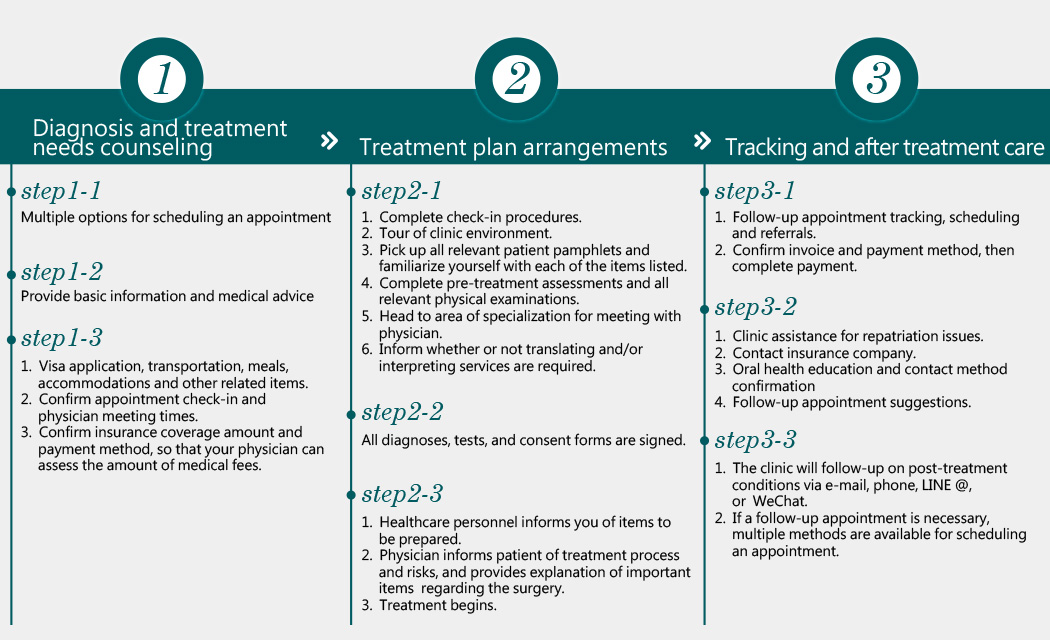 1
Diagnosis and treatment
needs counseling
»
step1-1
Multiple options for scheduling an appointment
step1-2
Provide basic information and medical advice
step1-3
1. Visa application, transportation, meals,
accommodations and other related items.
2. Confirm appointment check-in and
physician meeting times.
3. Confirm insurance coverage amount and
payment method, so that your physician can
assess the amount of medical fees.
2
Treatment plan arrangements
»
step2-1
1. Complete check-in procedures.
2. Tour of clinic environment.
3. Pick up all relevant patient pamphlets and
familiarize yourself with each of the items listed.
4. Complete pre-treatment assessments and all
relevant physical examinations.
5. Head to area of specialization for meeting with
physician.
6. Inform whether or not translating and/or
interpreting services are required.
step2-2
All diagnoses, tests, and consent forms are signed.
step2-3
1. Healthcare personnel informs you of items to
be prepared.
2. Physician informs patient of treatment process
and risks, and provides explanation of important
items regarding the surgery.
3. Treatment begins.
3
Tracking and after treatment care
step3-1
1. Follow-up appointment tracking, scheduling
and referrals.
2. Confirm invoice and payment method, then
complete payment.
step3-2
1. Clinic assistance for repatriation issues.
2. Contact insurance company.
3. Oral health education and contact method
confirmation
4. Follow-up appointment suggestions.
step3-3
1. The clinic will follow-up on post-treatment
conditions via e-mail, phone, LINE @,
or WeChat.
2. If a follow-up appointment is necessary,
multiple methods are available for scheduling
an appointment.